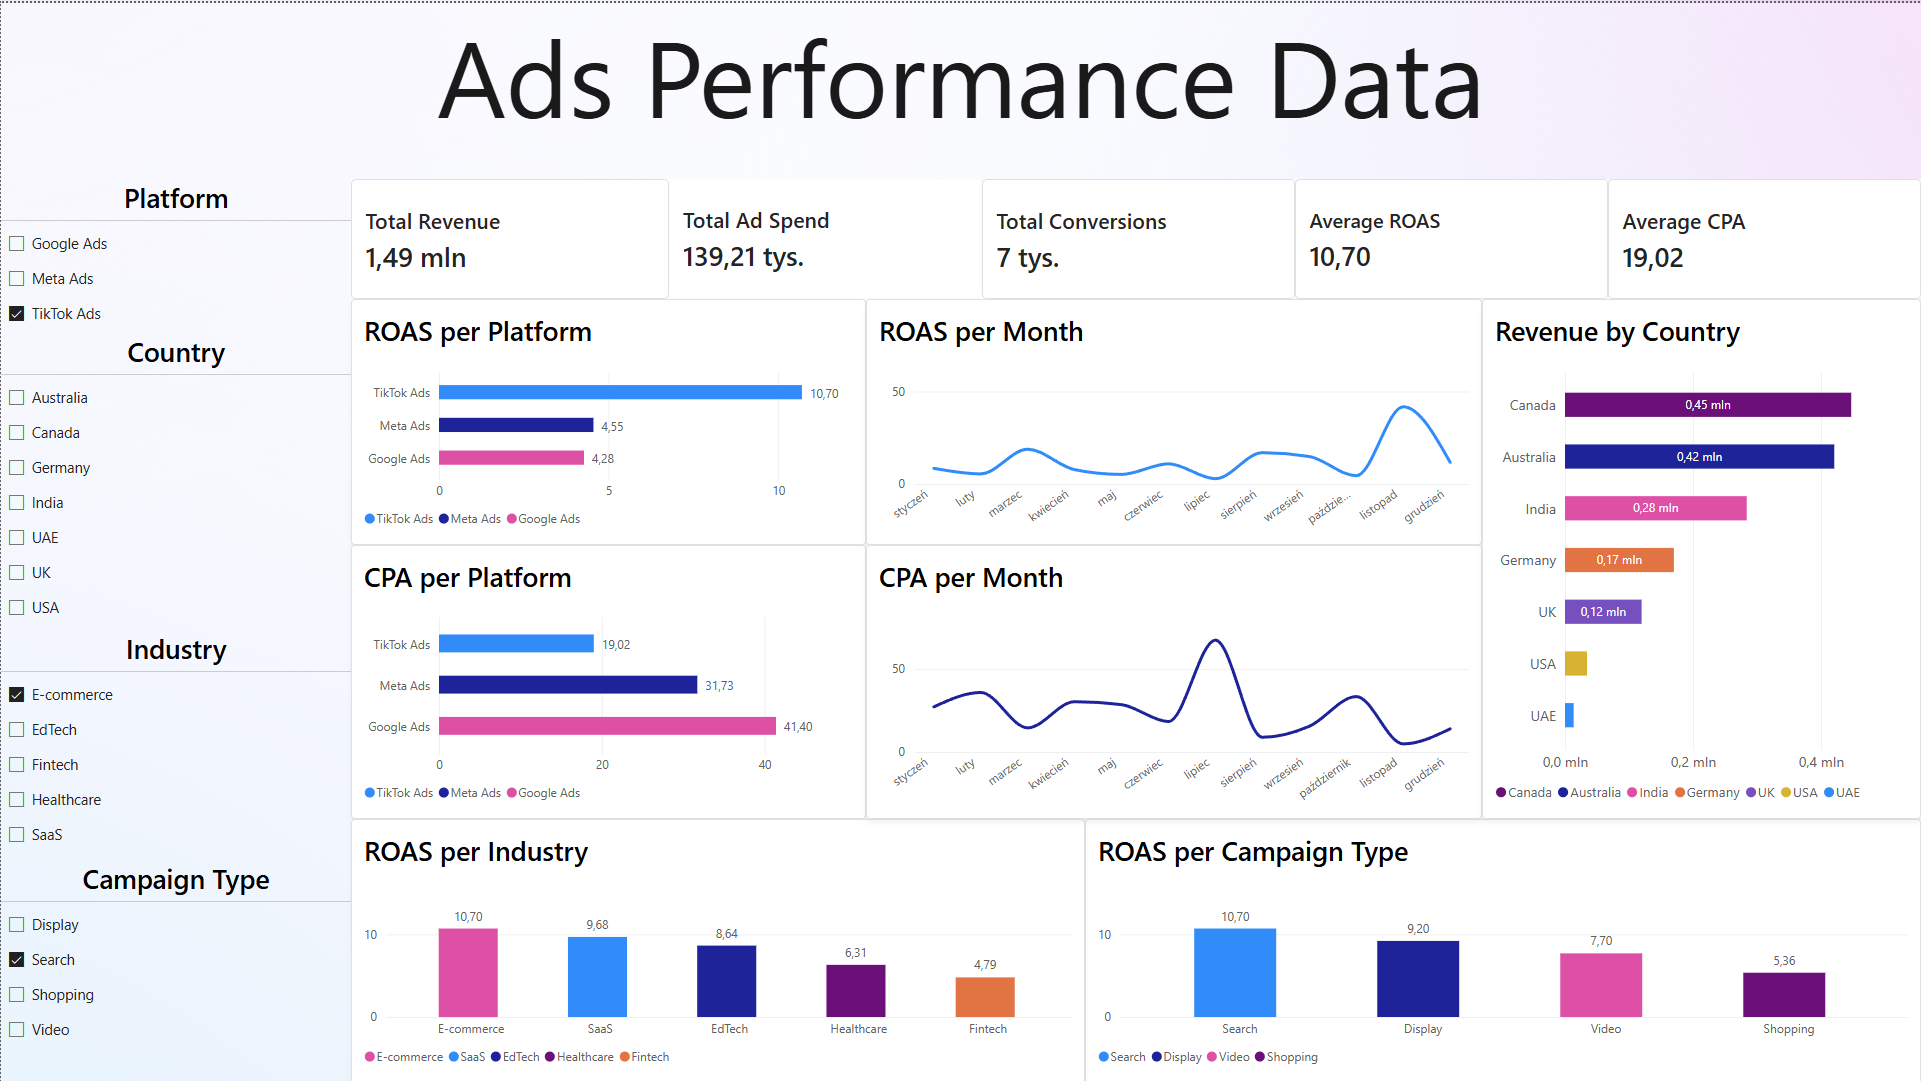 Ads Performance Data
Platform
Google Ads
Meta Ads
TikTok Ads
Country
Australia
Canada
Germany
India
UAE
UK
USA
Industry
E-commerce
EdTech
Fintech
Healthcare
SaaS
Campaign Type
Display
Search
Shopping
Video
Total Revenue
1,49 mln
Total Ad Spend
139,21 tys.
Total Conversions
7 tys.
Average ROAS
10,70
Average CPA
19,02
ROAS per Platform
TikTok Ads 10,70
Meta Ads 4,55
Google Ads 4,28
0 5 10
TikTok Ads Meta Ads Google Ads
ROAS per Month
50
0
styczeń luty marzec kwiecień maj czerwiec lipiec sierpień wrzesień paździe... listopad grudzień
Revenue by Country
Canada 0,45 mln
Australia 0,42 mln
India 0,28 mln
Germany 0,17 mln
UK 0,12 mln
USA
UAE
0,0 mln 0,2 mln 0,4 mln
Canada Australia India Germany UK USA UAE
CPA per Platform
TikTok Ads 19,02
Meta Ads 31,73
Google Ads 41,40
0 20 40
TikTok Ads Meta Ads Google Ads
CPA per Month
50
0
styczeń luty marzec kwiecień maj czerwiec lipiec sierpień wrzesień październik listopad grudzień
ROAS per Industry
10,70 9,68 8,64 6,31 4,79
10
0
E-commerce SaaS EdTech Healthcare Fintech
E-commerce SaaS EdTech Healthcare Fintech
ROAS per Campaign Type
10,70 9,20 7,70 5,36
10
0
Search Display Video Shopping
Search Display Video Shopping